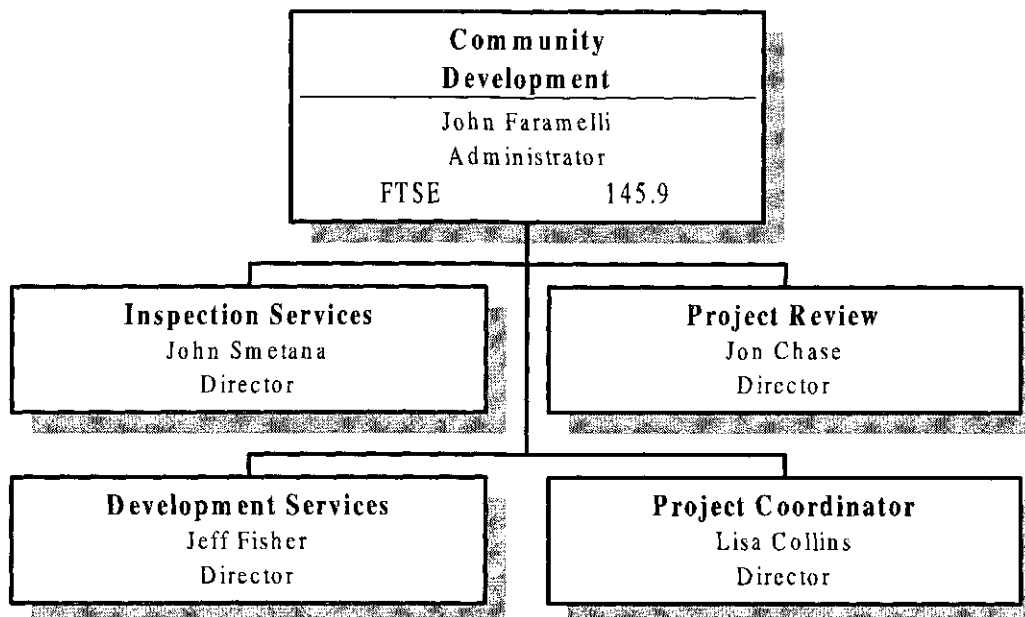 Community
Development
John Faramelli
Administrator
FTSE 145.9
Inspection Services
John Smetana
Director
Project Review
Jon Chase
Director
Development Services
Jeff Fisher
Director
Project Coordinator
Lisa Collins
Director